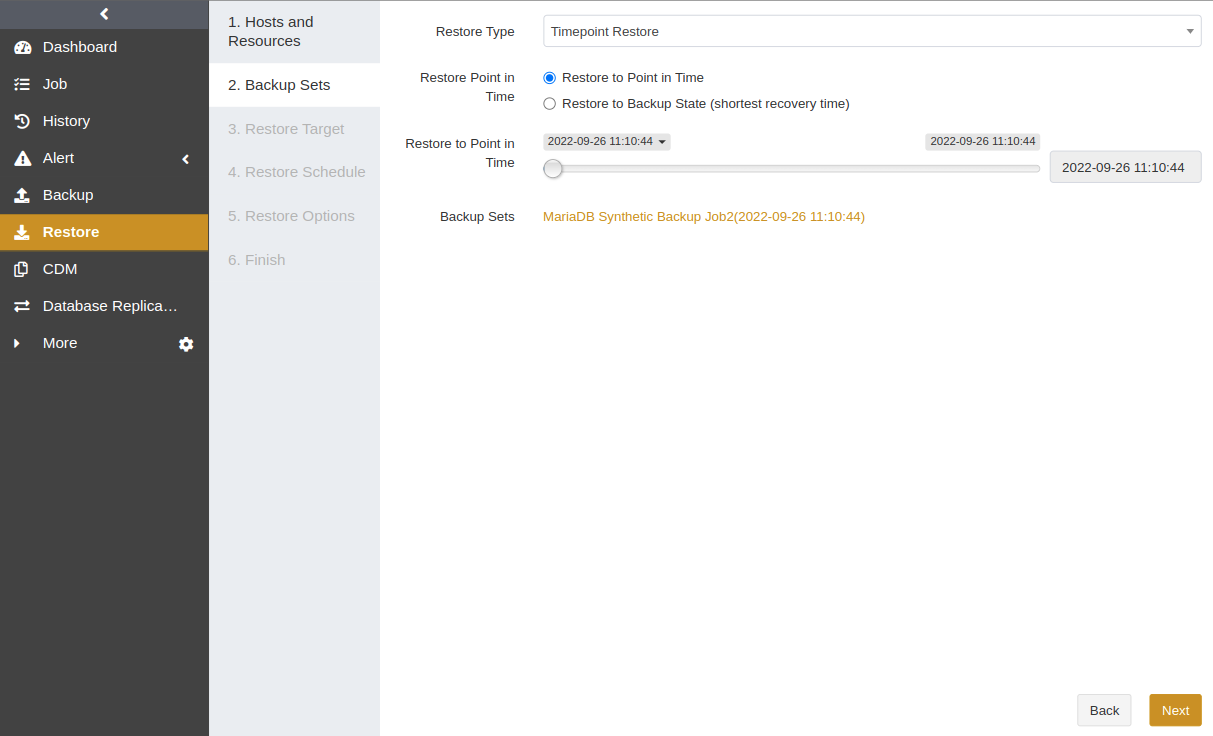 Dashboard
Job
History
Alert
Backup
Restore
CDM
Database Replica…
More
1. Hosts and
Resources
2. Backup Sets
3. Restore Target
4. Restore Schedule
5. Restore Options
6. Finish
Restore Type
Timepoint Restore
Restore Point in
Time
Restore to Point in Time
Restore to Backup State (shortest recovery time)
Restore to Point in
Time
2022-09-26 11:10:44
2022-09-26 11:10:44
2022-09-26 11:10:44
Backup Sets
MariaDB Synthetic Backup Job2(2022-09-26 11:10:44)
Back
Next